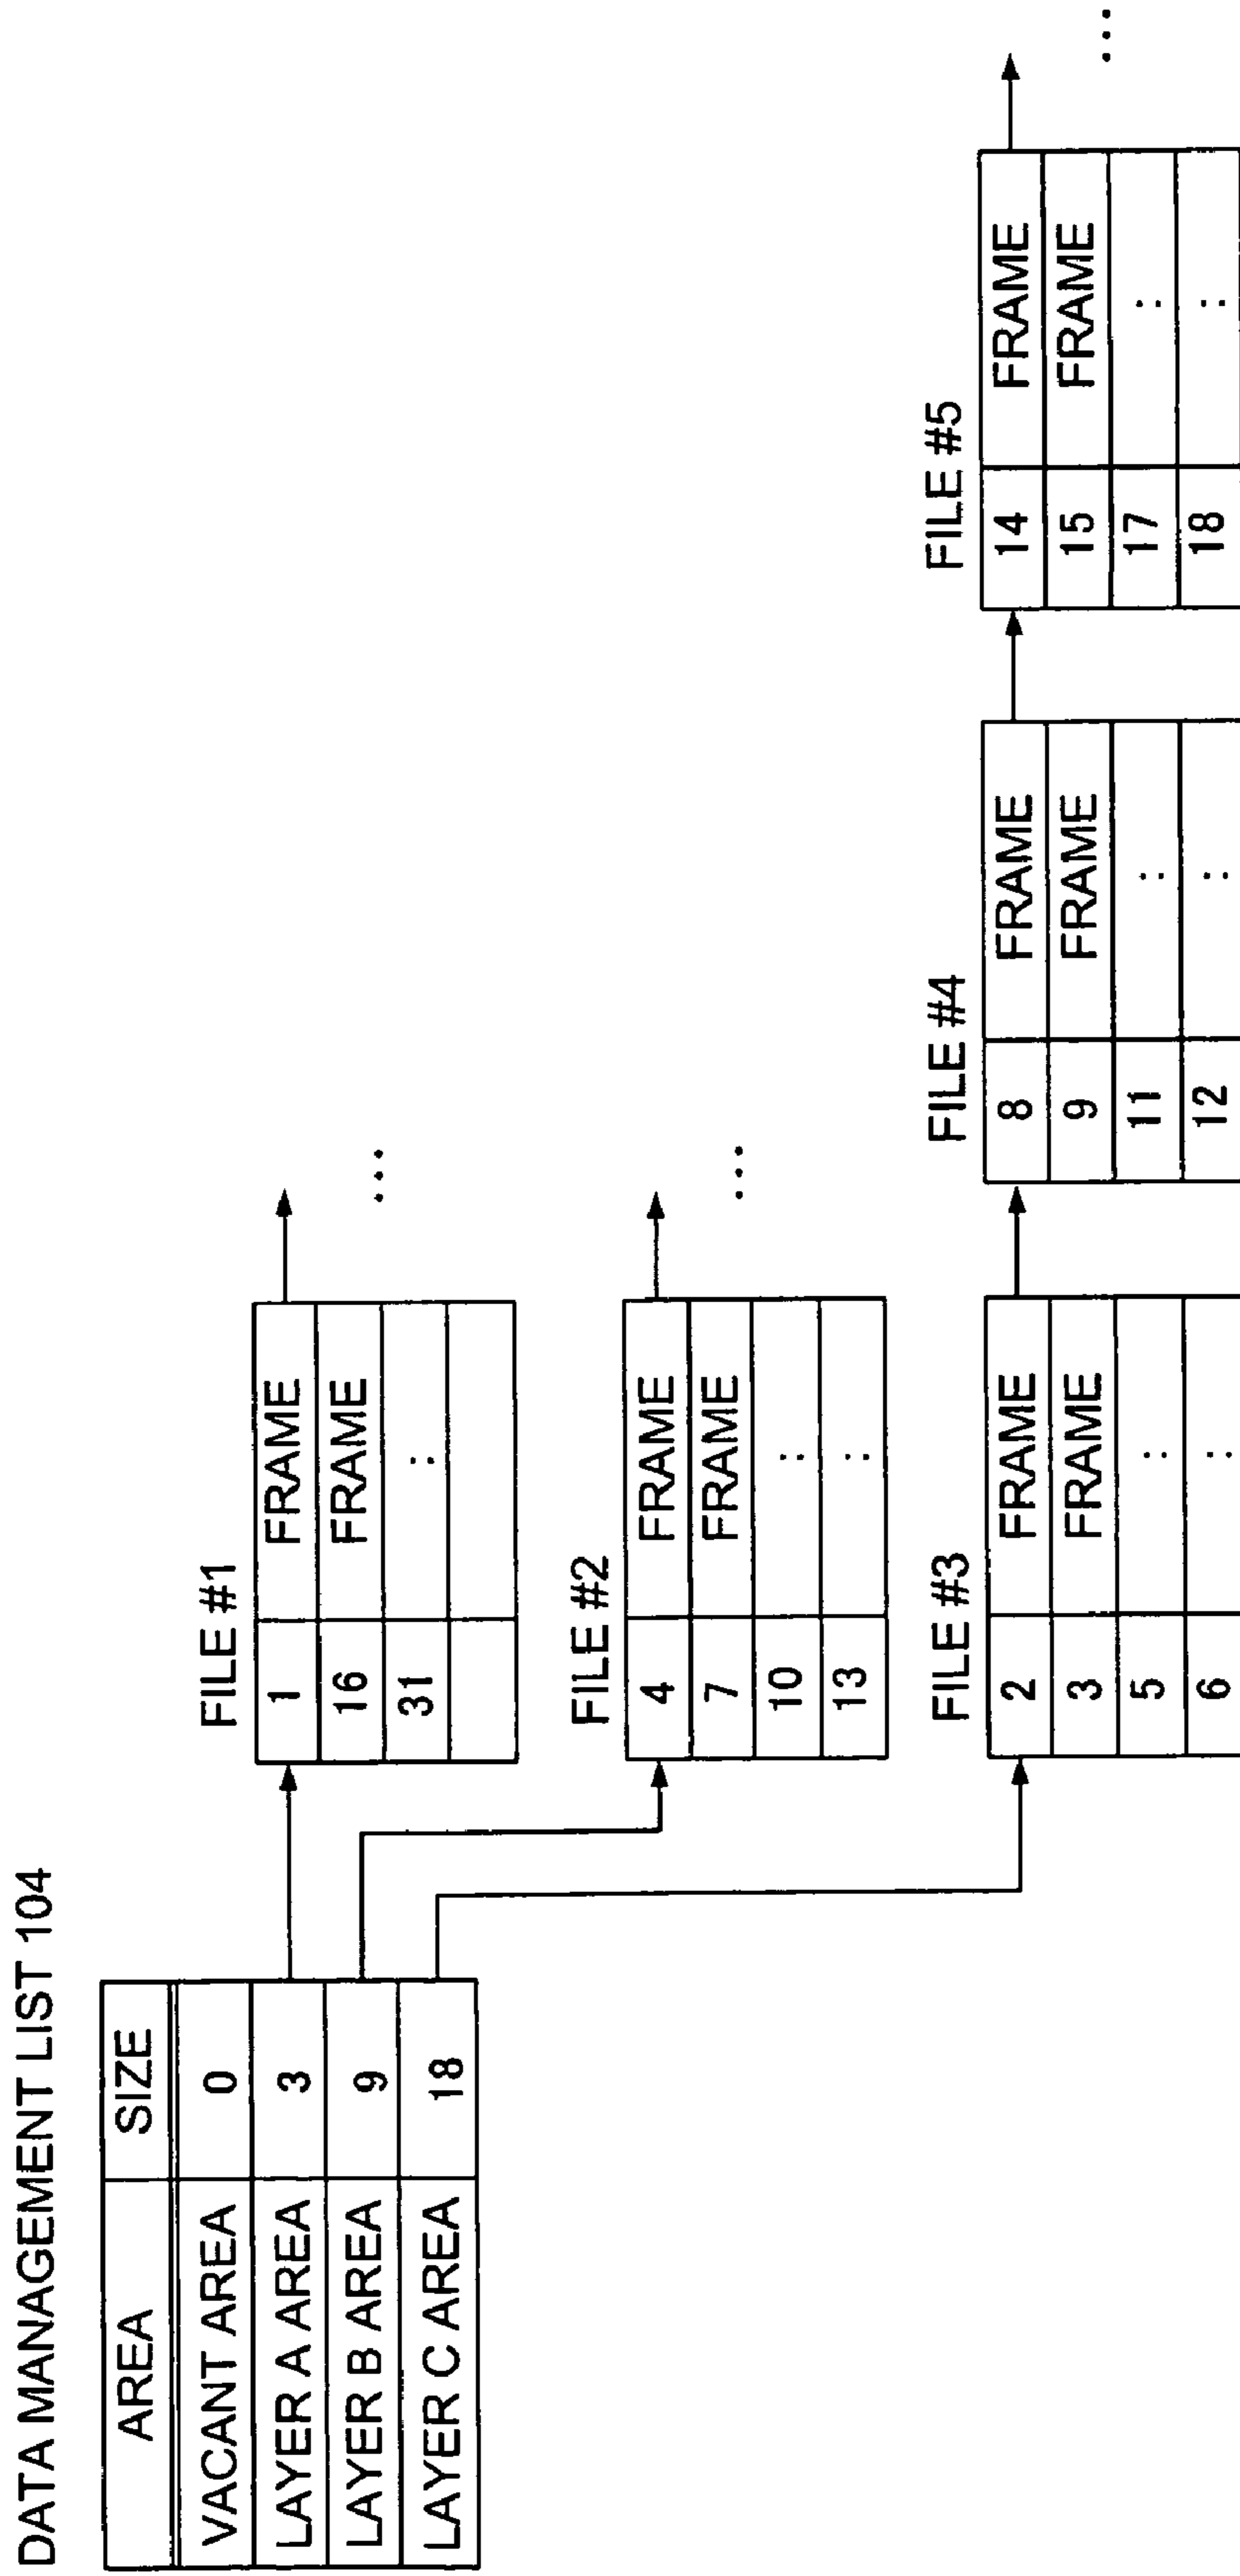 DATA MANAGEMENT LIST 104
AREA SIZE
VACANT AREA 0
LAYER A AREA 3
LAYER B AREA 9
LAYER C AREA 18
FILE #1
1 FRAME
16 FRAME
31 :
...
FILE #2
4 FRAME
7 FRAME
10 :
13 :
...
FILE #3
2 FRAME
3 FRAME
5 :
6 :
FILE #4
8 FRAME
9 FRAME
11 :
12 :
FILE #5
14 FRAME
15 FRAME
17 :
18 :
...